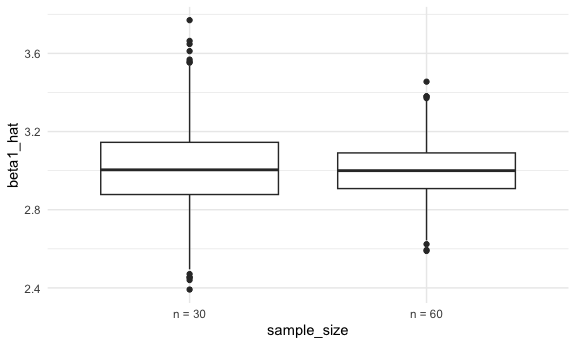 3.6
3.2
2.8
2.4
beta1_hat
n = 30
n = 60
sample_size